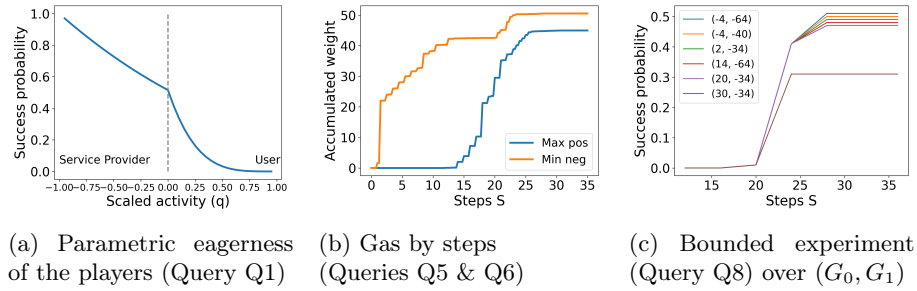 Success probability
1.0
0.8
0.6
0.4
0.2
0.0
Service Provider
User
−1.00
−0.75
−0.50
−0.25
0.00
0.25
0.50
0.75
1.00
Scaled activity (q)
(a) Parametric eagerness
of the players (Query Q1)
Accumulated weight
50
40
30
20
10
0
Max pos
Min neg
0
5
10
15
20
25
30
35
Steps S
(b) Gas by steps
(Queries Q5 & Q6)
Success probability
0.5
0.4
0.3
0.2
0.1
0.0
(-4, -64)
(-4, -40)
(2, -34)
(14, -64)
(20, -34)
(30, -34)
15
20
25
30
35
Steps S
(c) Bounded experiment
(Query Q8) over (G₀, G₁)